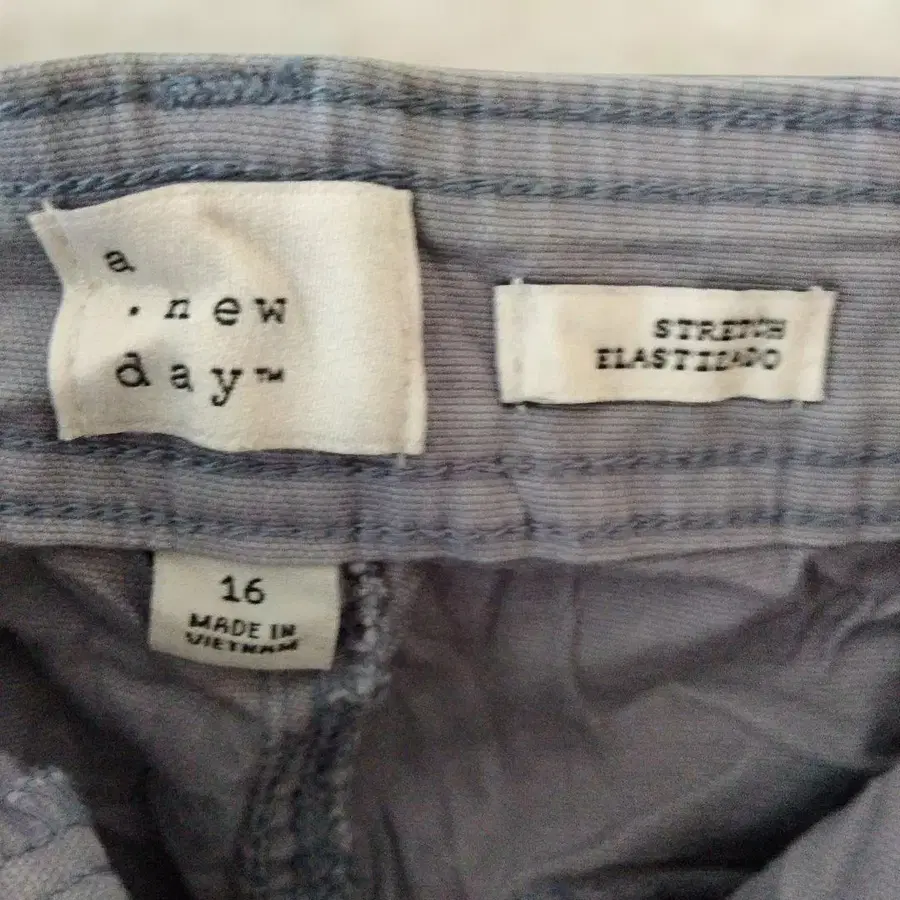 a
.new
day™
STRETCH
ELASTIZADO
16
MADE IN
VIETNAM